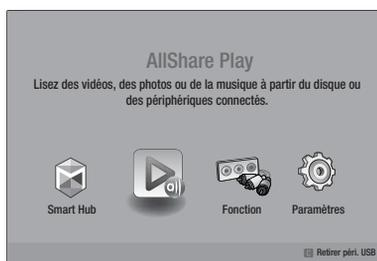 AllShare Play
Lisez des vidéos, des photos ou de la musique à partir du disque ou
des périphériques connectés.
Smart Hub
Fonction
Paramètres
Retirer péri. USB